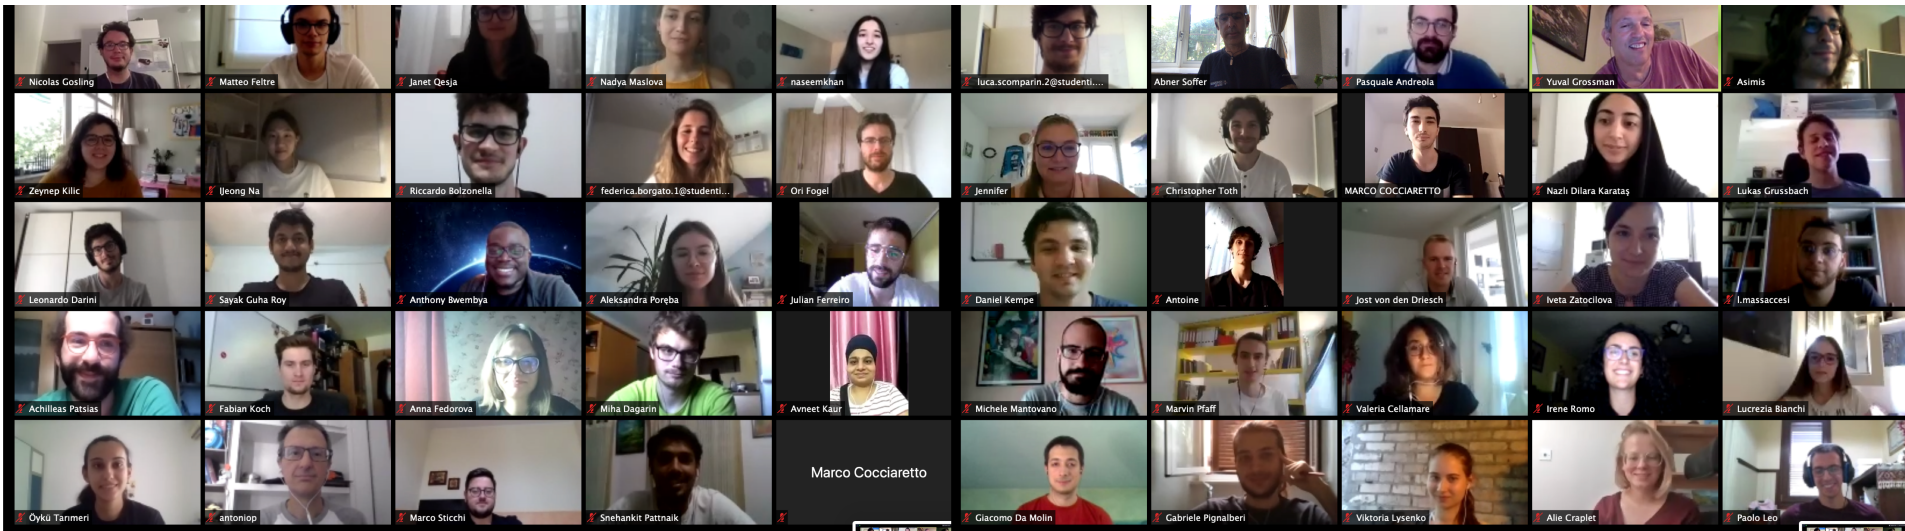 Nicolas Gosling
Matteo Feltre
Janet Qesja
Nadya Maslova
naseemkhan
luca.scomparin.2@studenti....
Abner Soffer
Pasquale Andreola
Yuval Grossman
Asimis
Zeynep Kilic
IJeong Na
Riccardo Bolzonella
federica.borgato.1@studenti...
Ori Fogel
Jennifer
Christopher Toth
MARCO COCCIARETTO
Nazlı Dilara Karataş
Lukas Grussbach
Leonardo Darini
Sayak Guha Roy
Anthony Bwembya
Aleksandra Poręba
Julian Ferreiro
Daniel Kempe
Antoine
Jost von den Driesch
Iveta Zatocilova
l.massaccesi
Achilleas Patsias
Fabian Koch
Anna Fedorova
Miha Dagarin
Avneet Kaur
Michele Mantovano
Marvin Pfaff
Valeria Cellamare
Irene Romo
Lucrezia Bianchi
Öykü Tanmeri
antoniop
Marco Sticchi
Snehankit Pattnaik
Marco Cocciaretto
Giacomo Da Molin
Gabriele Pignalberi
Viktoria Lysenko
Alie Craplet
Paolo Leo